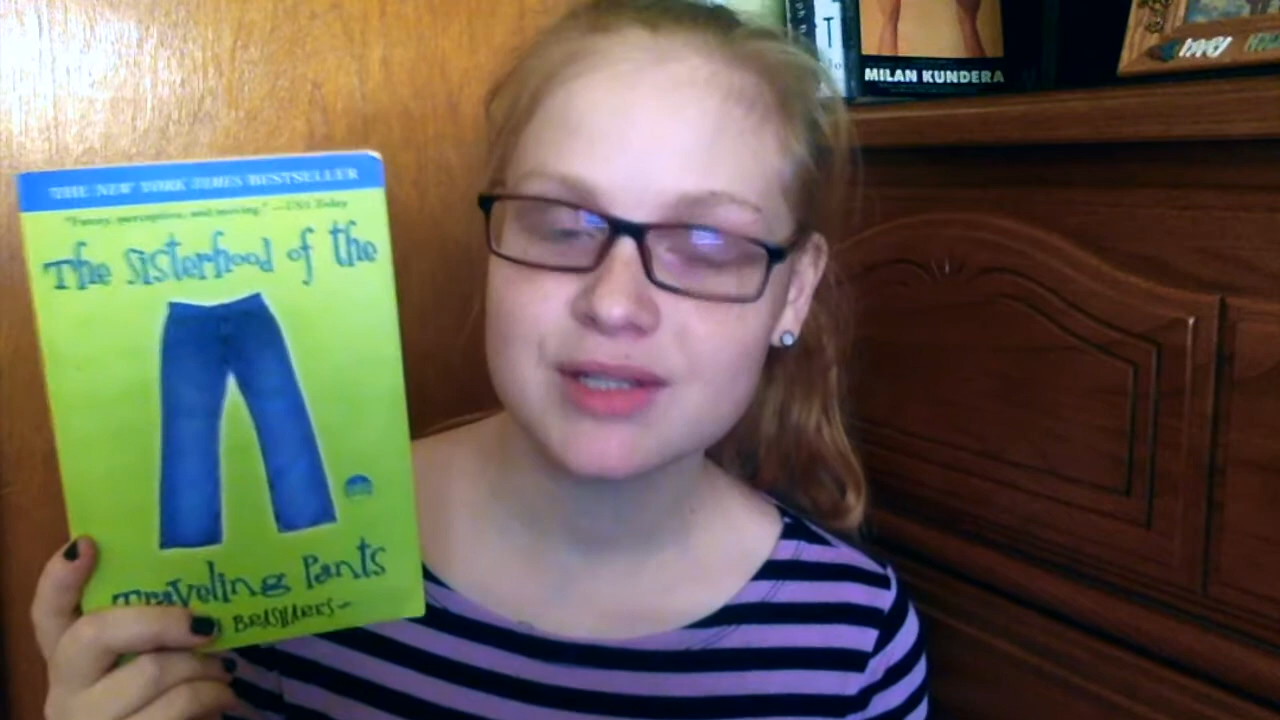 THE NEW YORK TIMES BESTSELLER
"Funny, perceptive, and moving." —USA Today
The Sisterhood of the
Traveling Pants
BRASHARES
MILAN KUNDERA